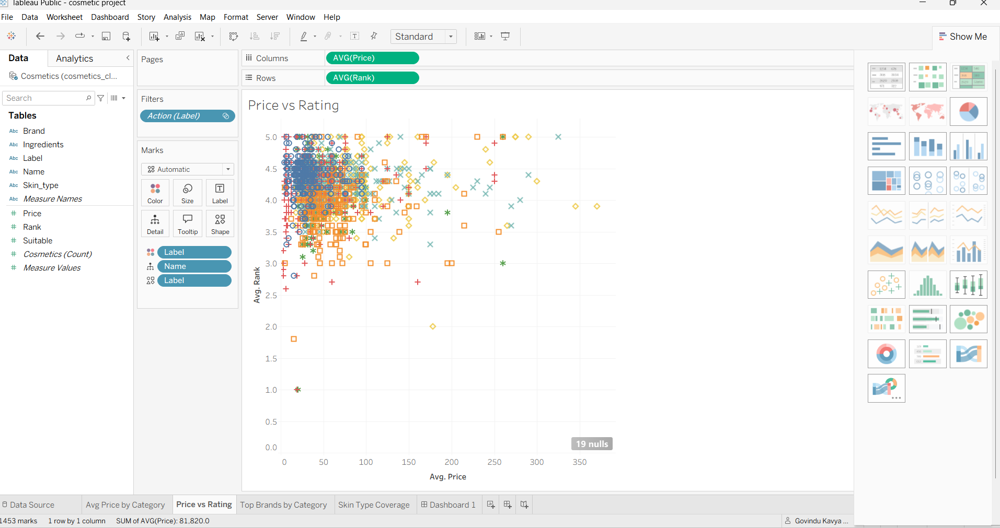 Tableau Public - cosmetic project
File Data Worksheet Dashboard Story Analysis Map Format Server Window Help
Standard
Show Me
Data Analytics
Pages
Columns AVG(Price)
Cosmetics (cosmetics_cl...
Rows AVG(Rank)
Search
Filters
Action (Label)
Price vs Rating
Tables
Abc Brand
Abc Ingredients
Abc Label
Abc Name
Abc Skin_type
Abc Measure Names
# Price
# Rank
# Suitable
# Cosmetics (Count)
# Measure Values
Marks
Automatic
Color Size Label
Detail Tooltip Shape
Label
Name
Label
Avg. Rank
5.0
4.5
4.0
3.5
3.0
2.5
2.0
1.5
1.0
0.5
0.0
19 nulls
0 50 100 150 200 250 300 350
Avg. Price
Data Source Avg Price by Category Price vs Rating Top Brands by Category Skin Type Coverage Dashboard 1
1453 marks 1 row by 1 column SUM of AVG(Price): 81,820.0 Govindu Kavya ...